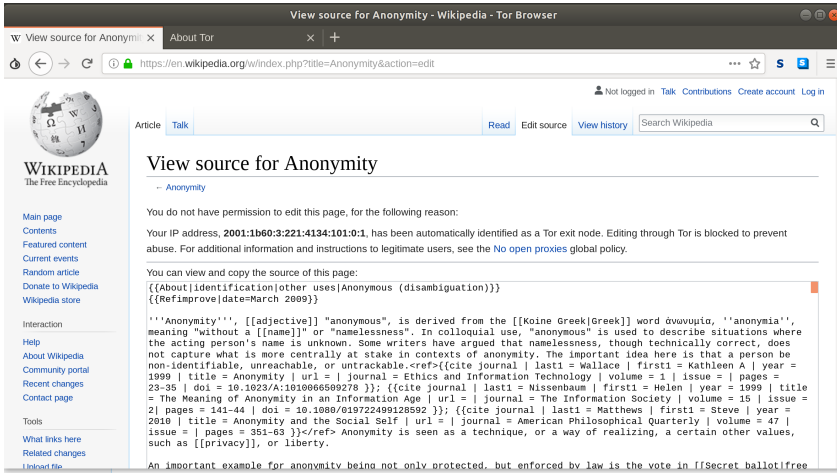 View source for Anonymity - Wikipedia - Tor Browser
View source for Anonymi
About Tor
https://en.wikipedia.org/w/index.php?title=Anonymity&action=edit
Not logged in Talk Contributions Create account Log in
Article Talk Read Edit source View history Search Wikipedia
WIKIPEDIA
The Free Encyclopedia
Main page
Contents
Featured content
Current events
Random article
Donate to Wikipedia
Wikipedia store
Interaction
Help
About Wikipedia
Community portal
Recent changes
Contact page
Tools
What links here
Related changes
Upload file
View source for Anonymity
← Anonymity
You do not have permission to edit this page, for the following reason:
Your IP address, 2001:1b60:3:221:4134:101:0:1, has been automatically identified as a Tor exit node. Editing through Tor is blocked to prevent
abuse. For additional information and instructions to legitimate users, see the No open proxies global policy.
You can view and copy the source of this page:
{{About|identification|other uses|Anonymous (disambiguation)}}
{{Refimprove|date=March 2009}}
'''Anonymity''', [[adjective]] "anonymous", is derived from the [[Koine Greek|Greek]] word ἀνωνυμία, ''anonymia'',
meaning "without a [[name]]" or "namelessness". In colloquial use, "anonymous" is used to describe situations where
the acting person's name is unknown. Some writers have argued that namelessness, though technically correct, does
not capture what is more centrally at stake in contexts of anonymity. The important idea here is that a person be
non-identifiable, unreachable, or untrackable.<ref>{{cite journal | last1 = Wallace | first1 = Kathleen A | year =
1999 | title = Anonymity | url = | journal = Ethics and Information Technology | volume = 1 | issue = | pages =
23–35 | doi = 10.1023/A:1010066509278 }}; {{cite journal | last1 = Nissenbaum | first1 = Helen | year = 1999 | title
= The Meaning of Anonymity in an Information Age | url = | journal = The Information Society | volume = 15 | issue =
2| pages = 141–44 | doi = 10.1080/019722499128592 }}; {{cite journal | last1 = Matthews | first1 = Steve | year =
2010 | title = Anonymity and the Social Self | url = | journal = American Philosophical Quarterly | volume = 47 |
issue = | pages = 351–63 }}</ref> Anonymity is seen as a technique, or a way of realizing, a certain other values,
such as [[privacy]], or liberty.
An important example for anonymity being not only protected, but enforced by law is the vote in [[Secret ballot|free